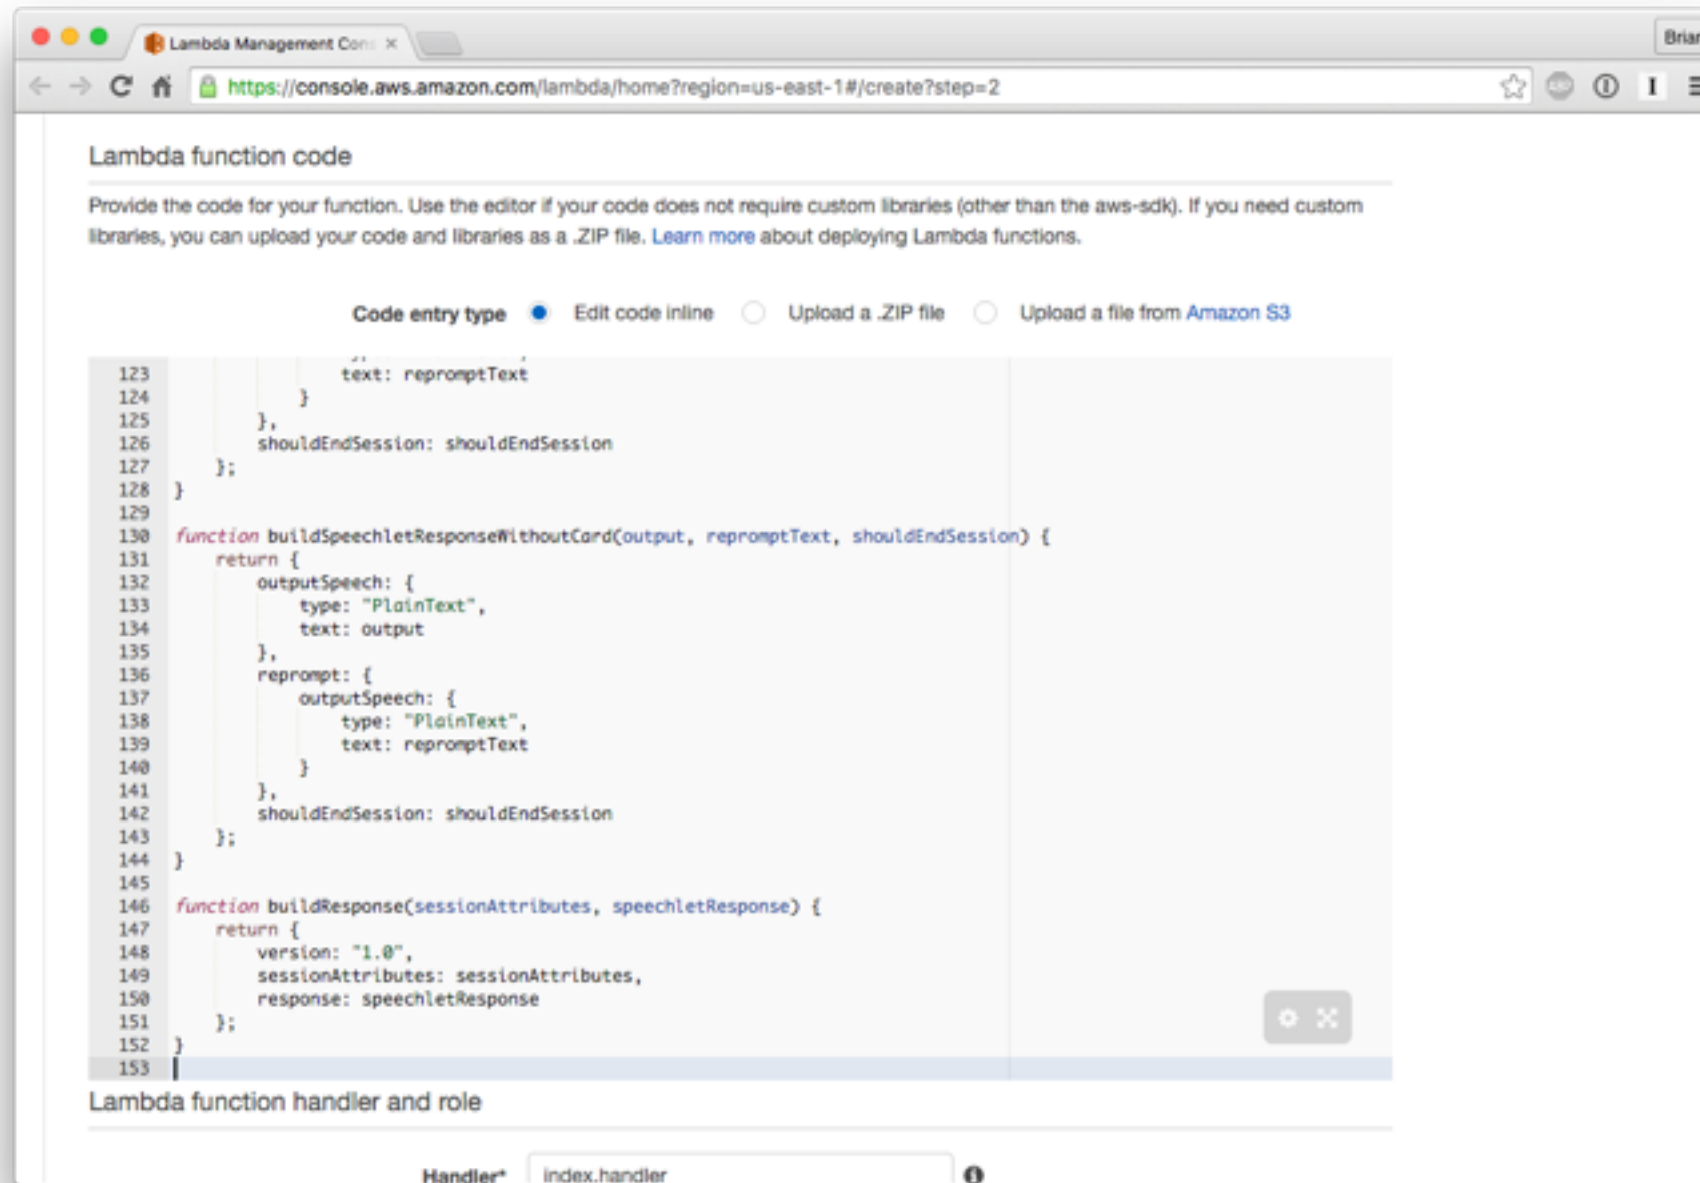 Lambda Management Con
Brian
https://console.aws.amazon.com/lambda/home?region=us-east-1#/create?step=2
Lambda function code
Provide the code for your function. Use the editor if your code does not require custom libraries (other than the aws-sdk). If you need custom
libraries, you can upload your code and libraries as a .ZIP file. Learn more about deploying Lambda functions.
Code entry type Edit code inline Upload a .ZIP file Upload a file from Amazon S3
123 text: repromptText
124 }
125 },
126 shouldEndSession: shouldEndSession
127 };
128 }
129
130 function buildSpeechletResponseWithoutCard(output, repromptText, shouldEndSession) {
131 return {
132 outputSpeech: {
133 type: "PlainText",
134 text: output
135 },
136 reprompt: {
137 outputSpeech: {
138 type: "PlainText",
139 text: repromptText
140 }
141 },
142 shouldEndSession: shouldEndSession
143 };
144 }
145
146 function buildResponse(sessionAttributes, speechletResponse) {
147 return {
148 version: "1.0",
149 sessionAttributes: sessionAttributes,
150 response: speechletResponse
151 };
152 }
153
Lambda function handler and role
Handler* index.handler